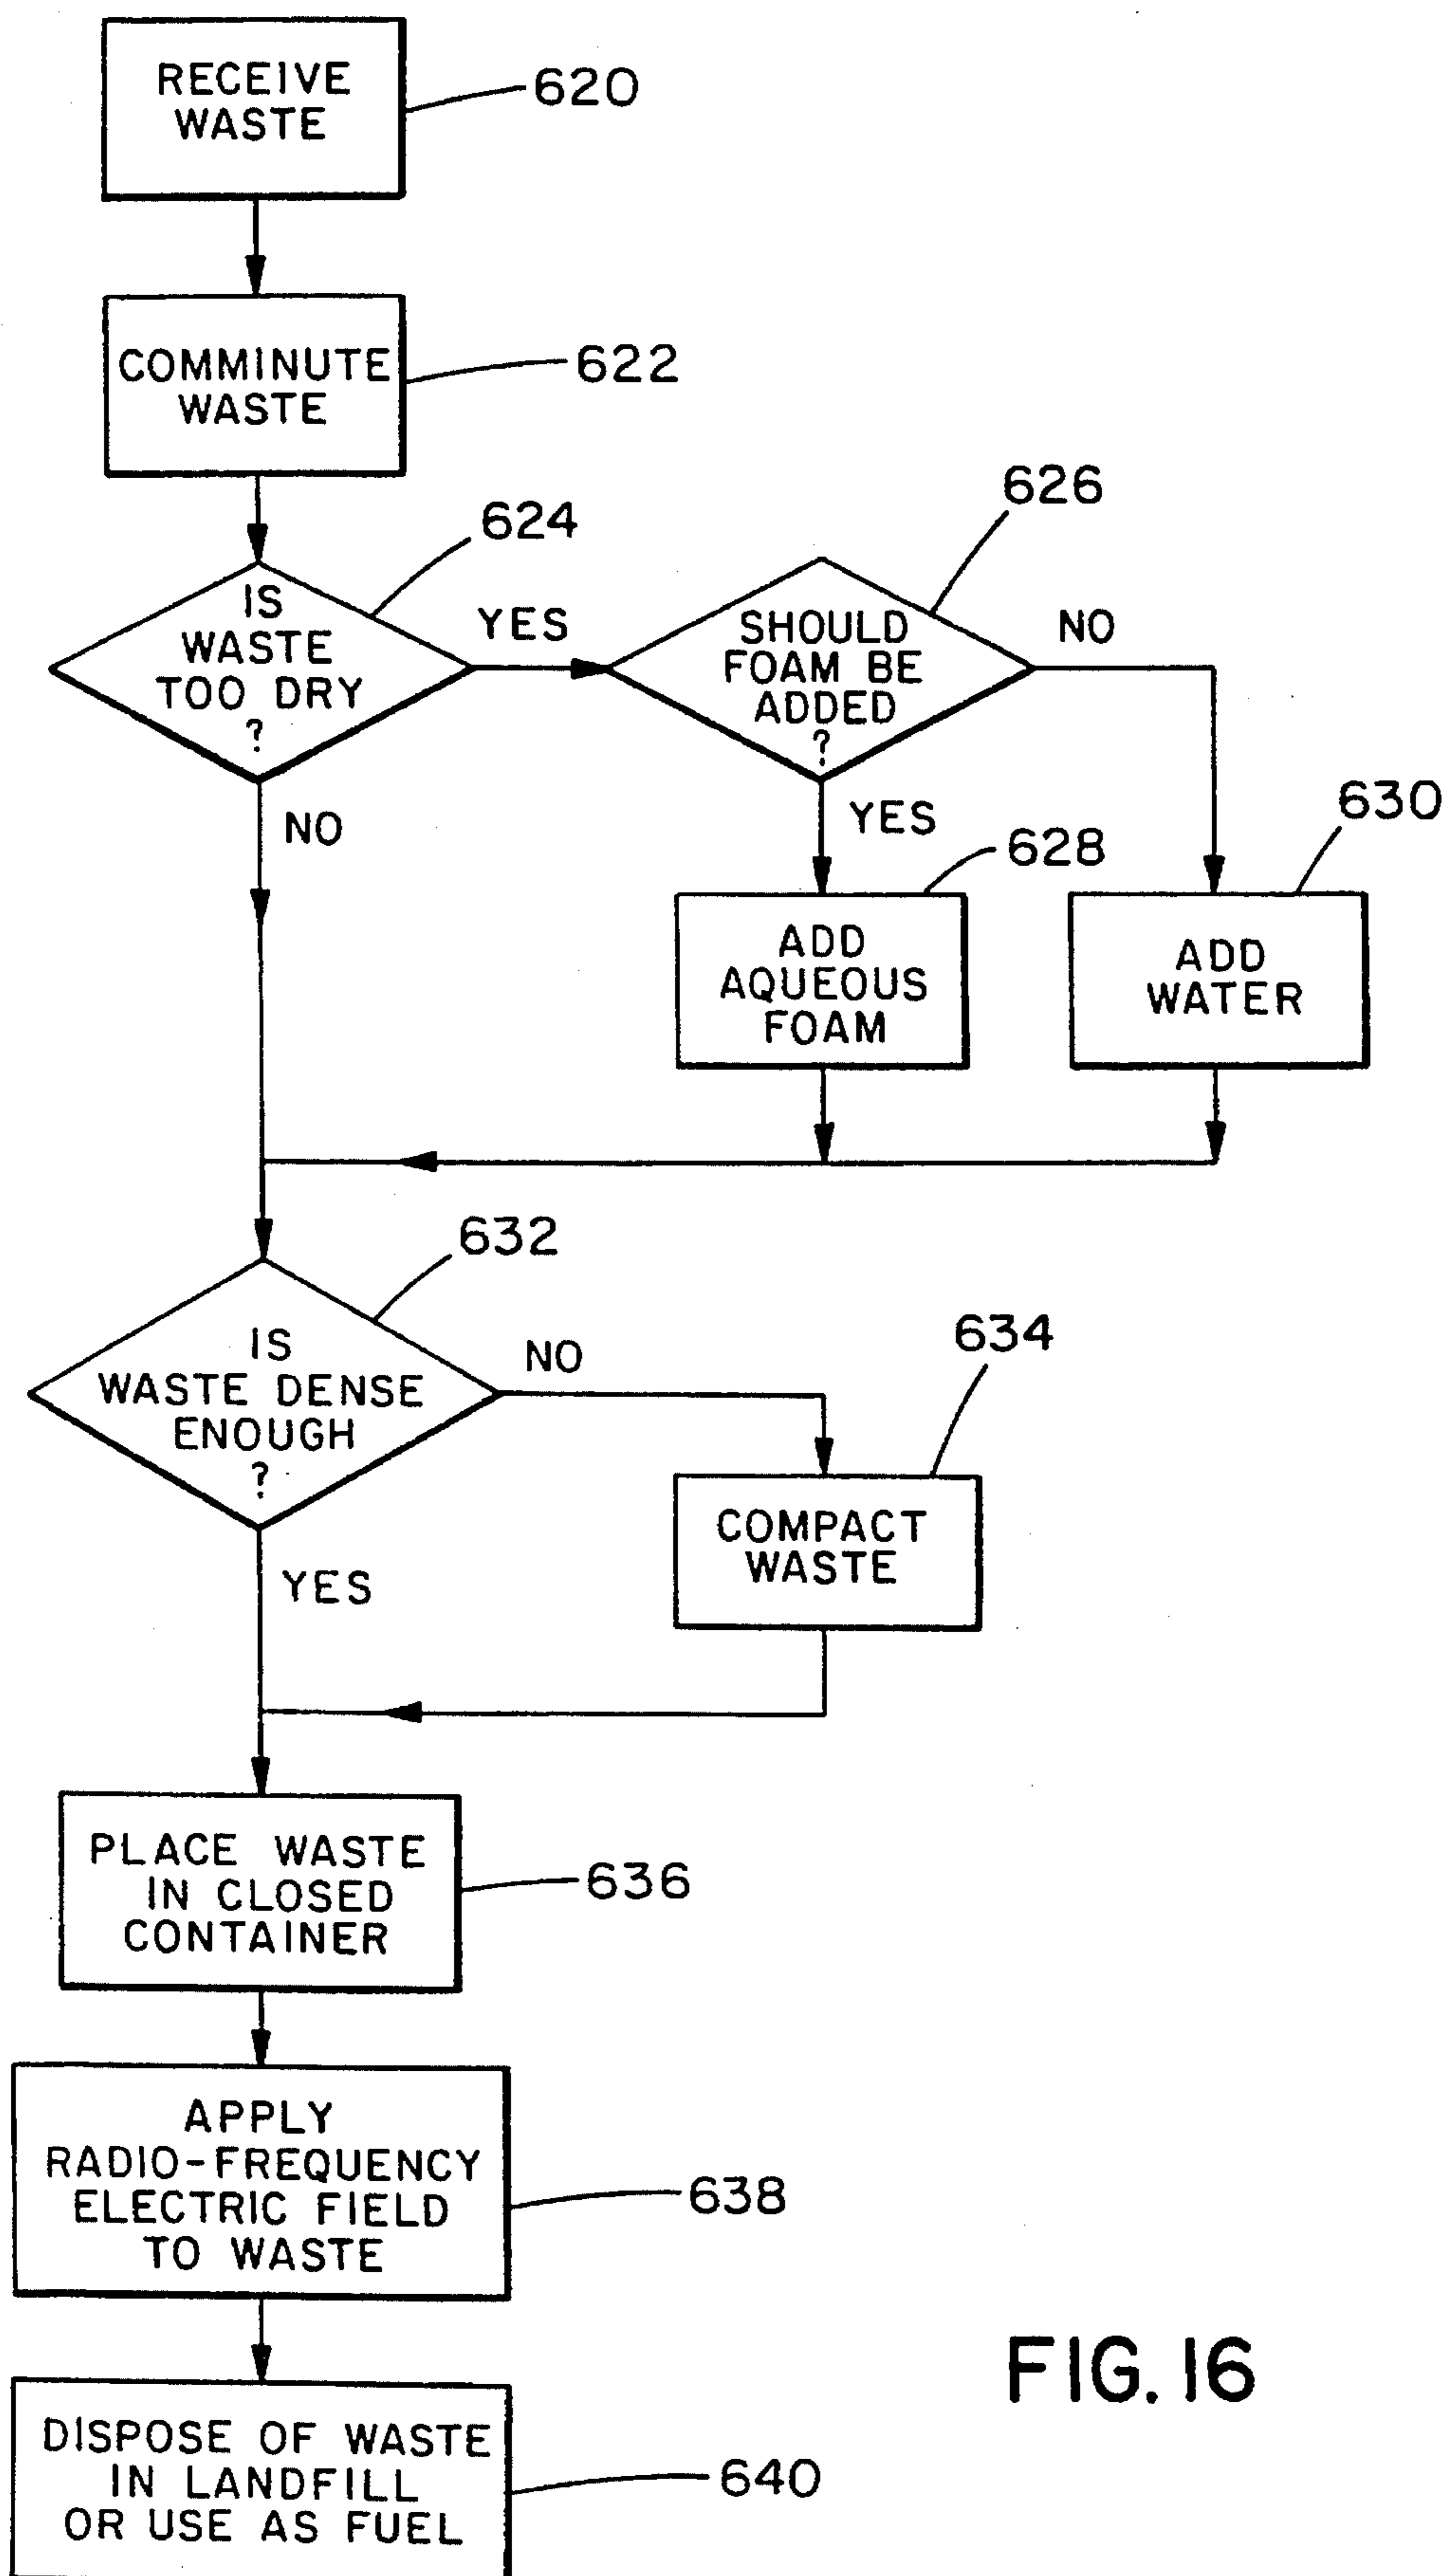 RECEIVE
WASTE
620
COMMINUTE
WASTE
622
624
626
IS
WASTE
TOO DRY
?
YES
SHOULD
FOAM BE
ADDED
?
NO
NO
YES
628
630
ADD
AQUEOUS
FOAM
ADD
WATER
632
IS
WASTE DENSE
ENOUGH
?
NO
634
COMPACT
WASTE
YES
PLACE WASTE
IN CLOSED
CONTAINER
636
APPLY
RADIO-FREQUENCY
ELECTRIC FIELD
TO WASTE
638
DISPOSE OF WASTE
IN LANDFILL
OR USE AS FUEL
640
FIG. 16